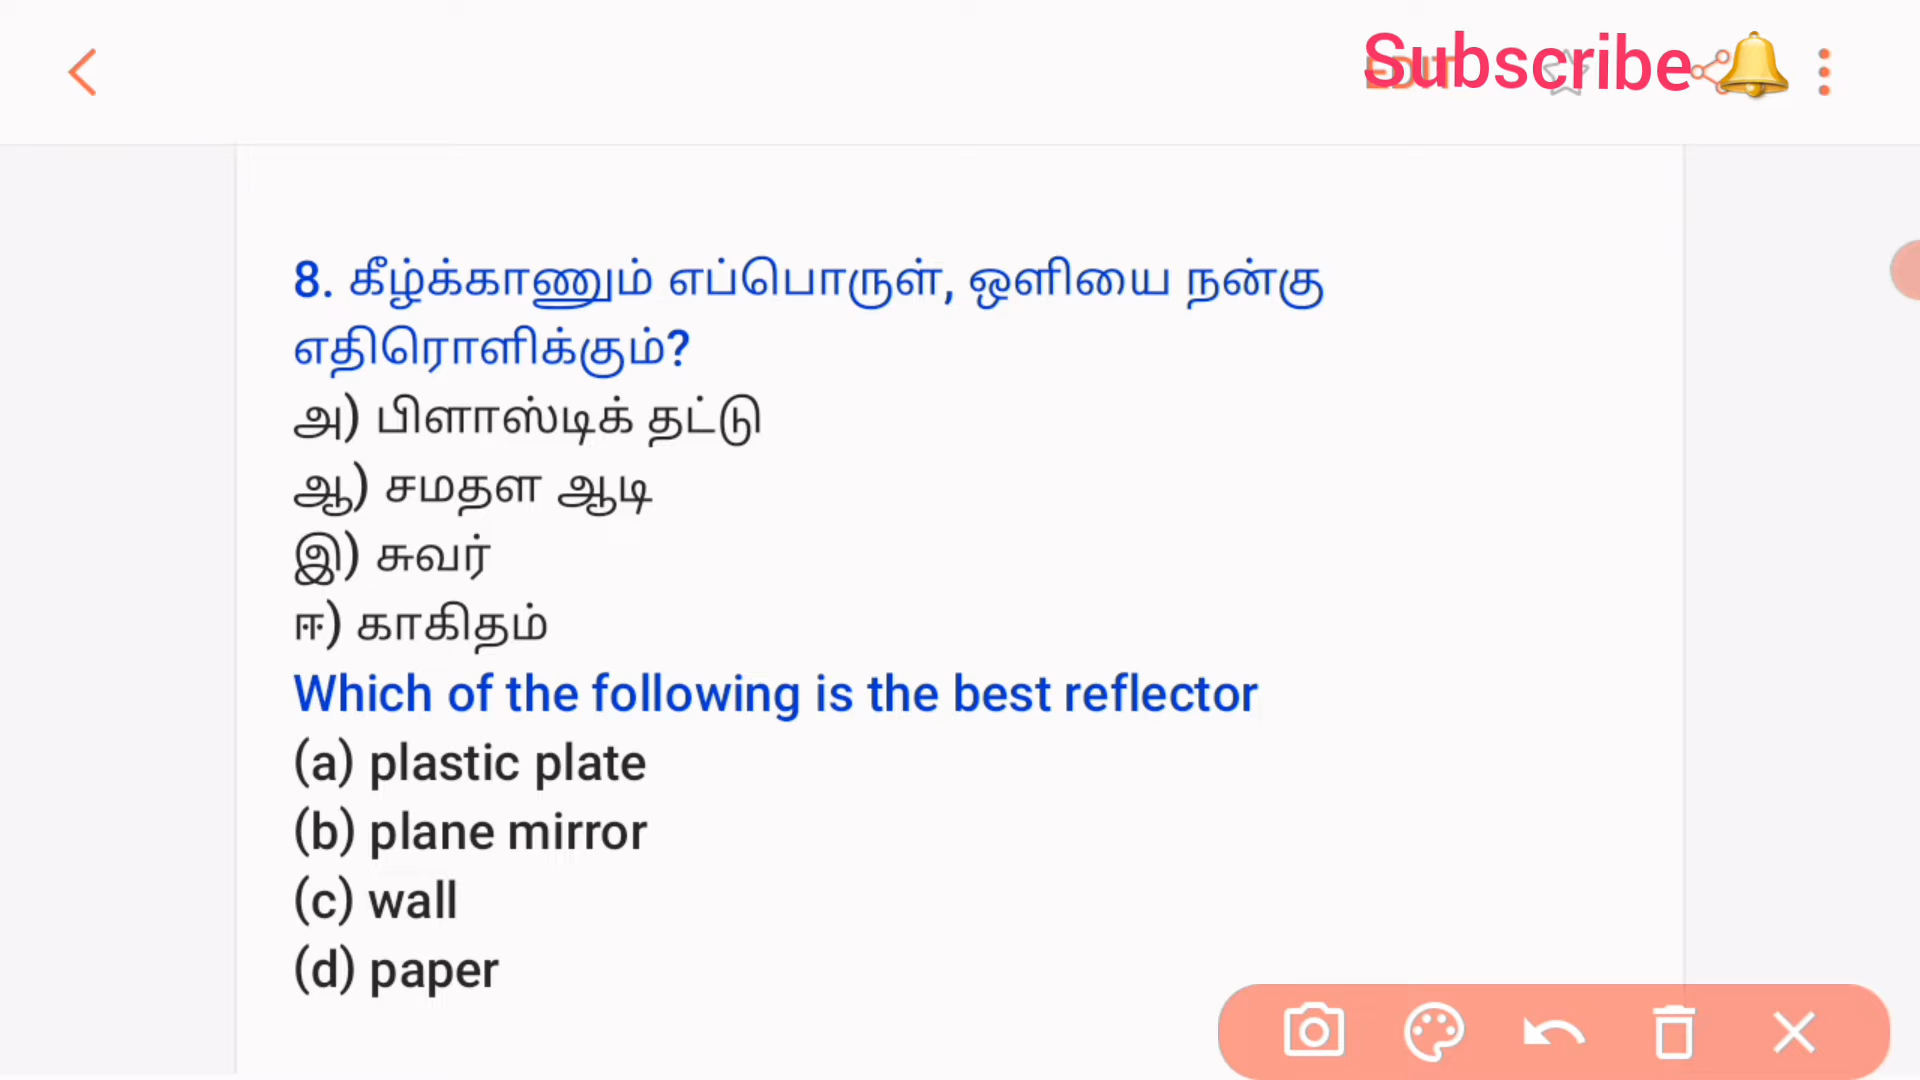 Subscribe🔔
EDIT
8. கீழ்க்காணும் எப்பொருள், ஒளியை நன்கு
எதிரொளிக்கும்?
அ) பிளாஸ்டிக் தட்டு
ஆ) சமதள ஆடி
இ) சுவர்
ஈ) காகிதம்
Which of the following is the best reflector
(a) plastic plate
(b) plane mirror
(c) wall
(d) paper